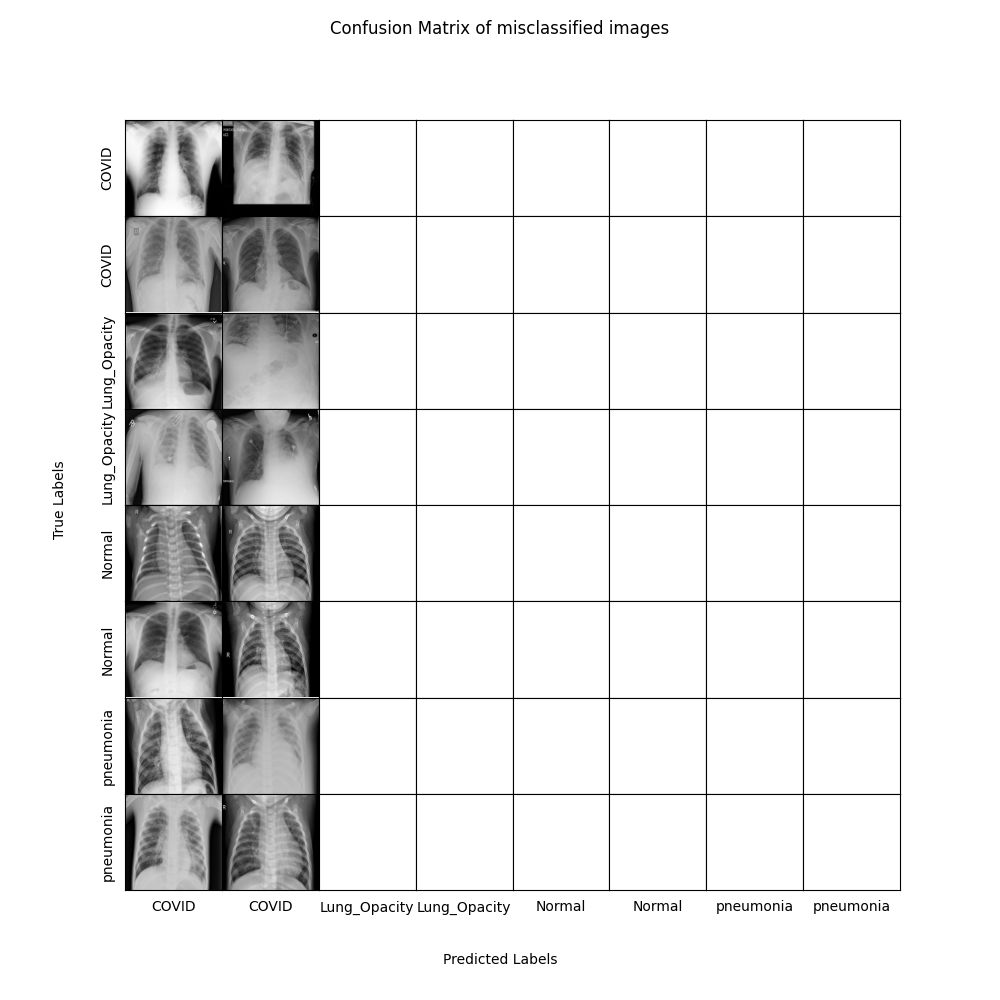 Confusion Matrix of misclassified images
True Labels
COVID
COVID
Lung_Opacity
Lung_Opacity
Normal
Normal
pneumonia
pneumonia
COVID COVID Lung_Opacity Lung_Opacity Normal Normal pneumonia pneumonia
Predicted Labels